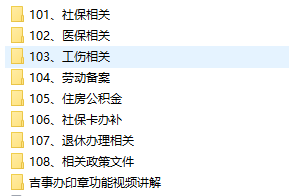 101、社保相关
102、医保相关
103、工伤相关
104、劳动备案
105、住房公积金
106、社保卡办补
107、退休办理相关
108、相关政策文件
吉事办印章功能视频讲解